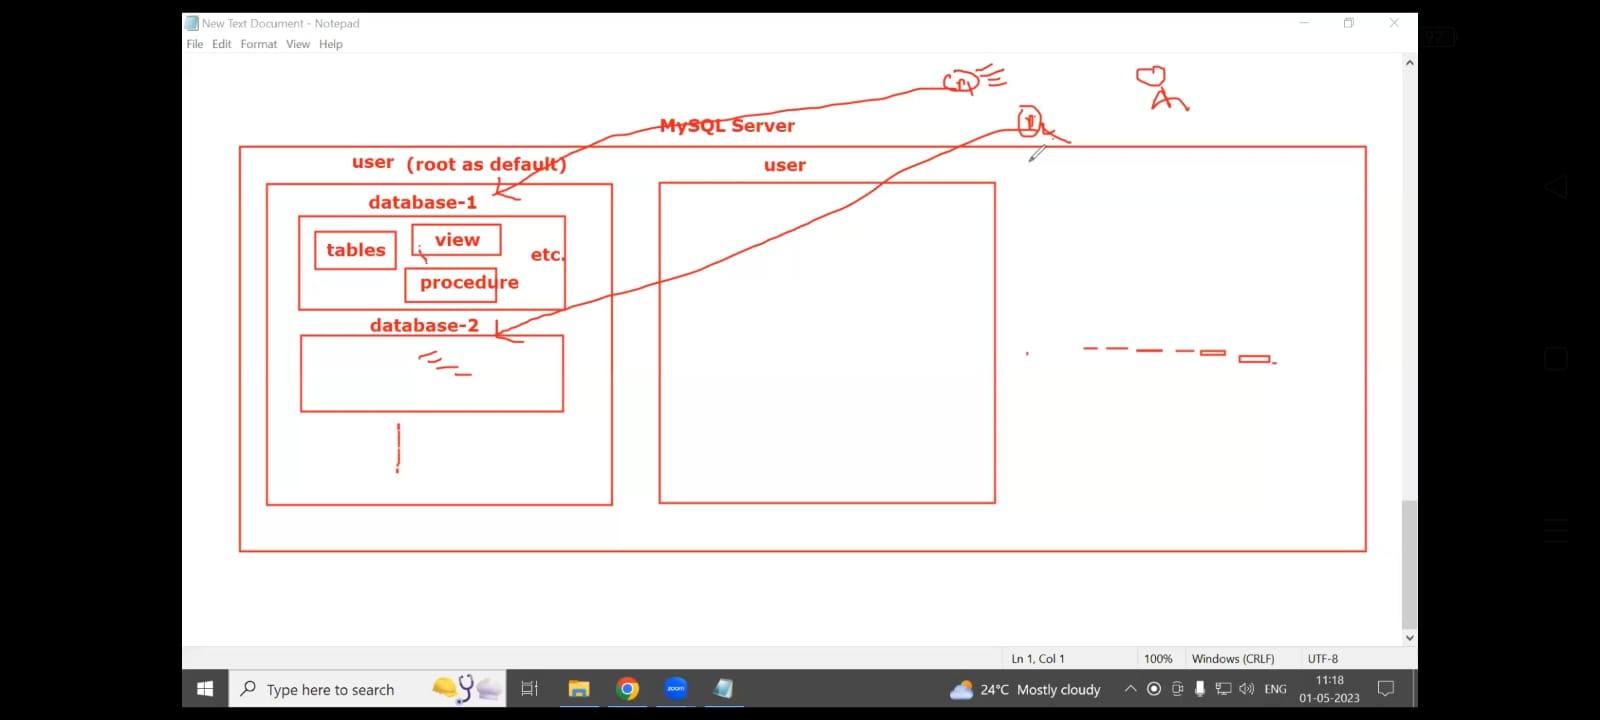 New Text Document - Notepad
97
File Edit Format View Help
MySQL Server
user (root as default)
user
database-1
tables
view
etc.
procedure
database-2
Ln 1, Col 1
100%
Windows (CRLF)
UTF-8
Type here to search
zoom
24°C Mostly cloudy
ENG
11:18
01-05-2023